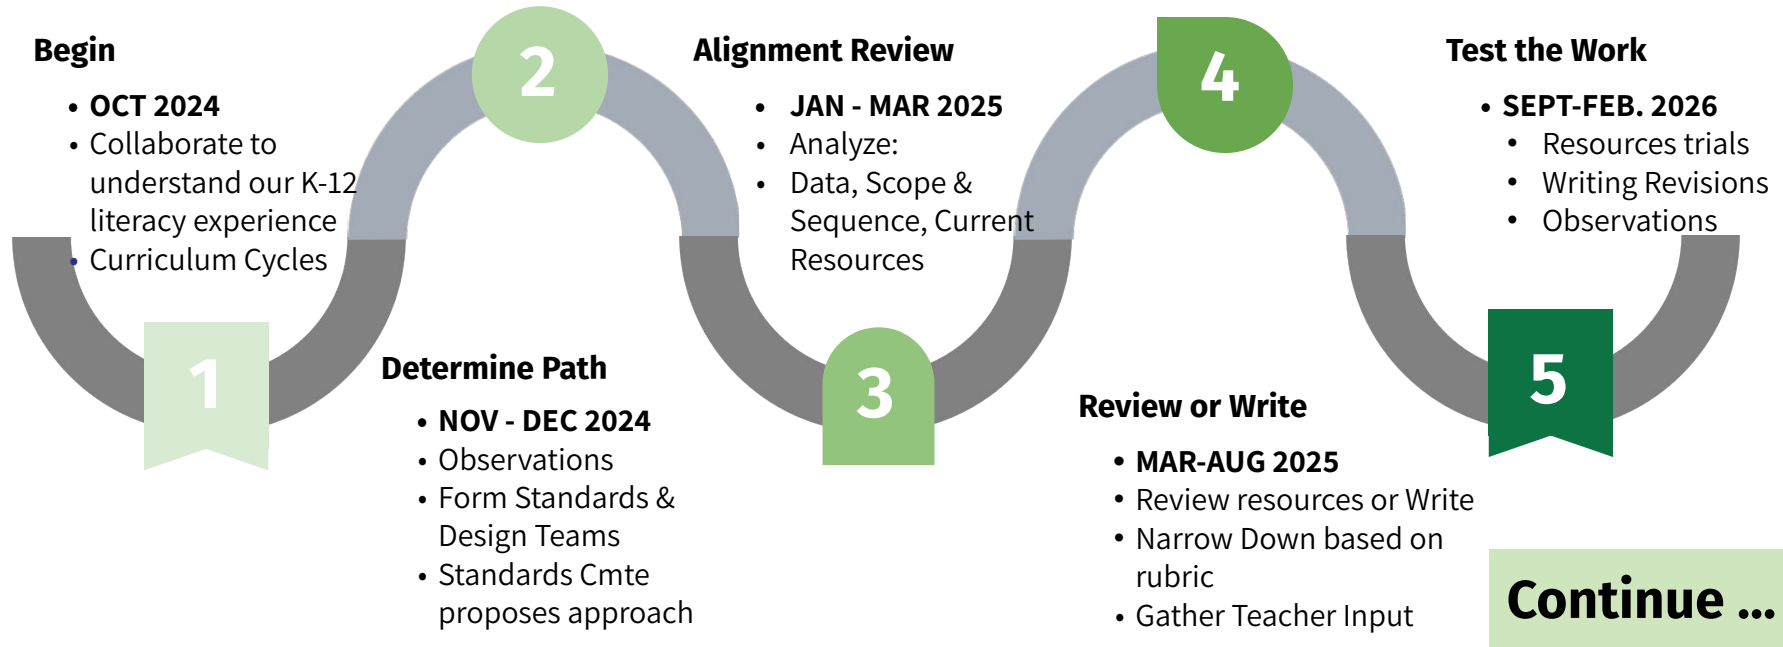 Begin
• OCT 2024
• Collaborate to
understand our K-12
literacy experience
• Curriculum Cycles
1
2
Determine Path
• NOV - DEC 2024
• Observations
• Form Standards &
Design Teams
• Standards Cmte
proposes approach
Alignment Review
• JAN - MAR 2025
• Analyze:
• Data, Scope &
Sequence, Current
Resources
3
4
Review or Write
• MAR-AUG 2025
• Review resources or Write
• Narrow Down based on
rubric
• Gather Teacher Input
Test the Work
• SEPT-FEB. 2026
• Resources trials
• Writing Revisions
• Observations
5
Continue ...